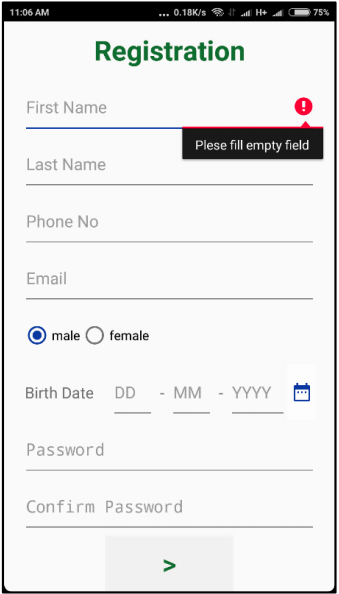 11:06 AM ... 0.18K/s H+ 75%
Registration
First Name
Plese fill empty field
Last Name
Phone No
Email
male female
Birth Date DD - MM - YYYY
Password
Confirm Password
>